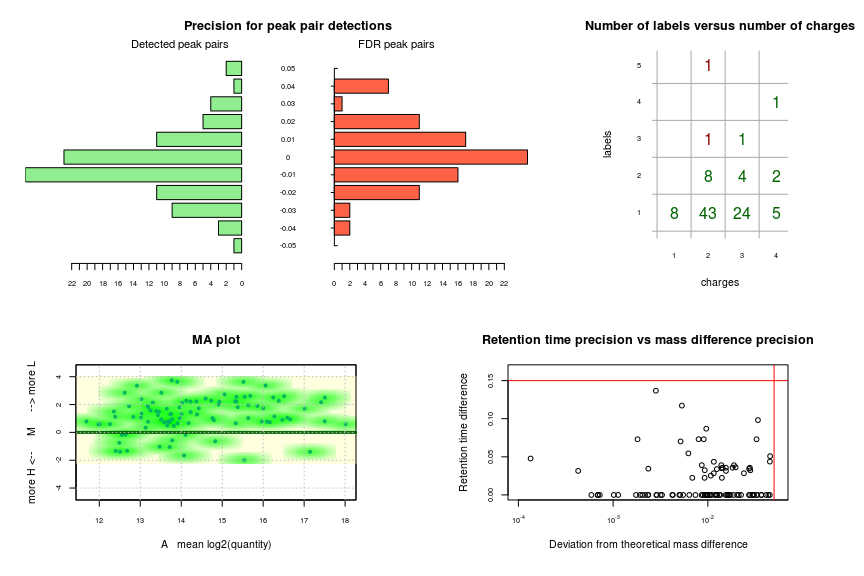 Precision for peak pair detections
Detected peak pairs
FDR peak pairs
0.05
0.04
0.03
0.02
0.01
0
-0.01
-0.02
-0.03
-0.04
-0.05
22 20 18 16 14 12 10 8 6 4 2 0
0 2 4 6 8 10 12 14 16 18 20 22
Number of labels versus number of charges
labels
5 1
4 1
3 1 1
2 8 4 2
1 8 43 24 5
1 2 3 4
charges
MA plot
more H <-- M --> more L
4
2
0
-2
-4
12 13 14 15 16 17 18
A mean log2(quantity)
Retention time precision vs mass difference precision
Retention time difference
0.15
0.10
0.05
0.00
10^-4 10^-3 10^-2
Deviation from theoretical mass difference